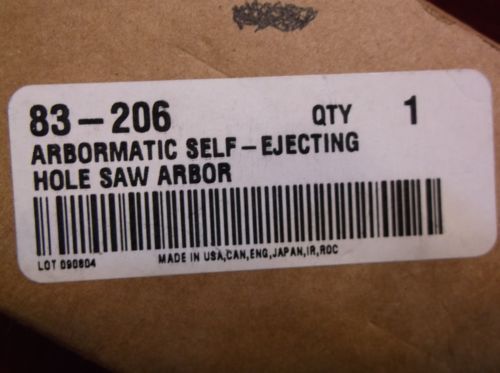 83-206 QTY 1
ARBORMATIC SELF-EJECTING
HOLE SAW ARBOR
LOT 090804 MADE IN USA,CAN,ENG,JAPAN,IR,ROC